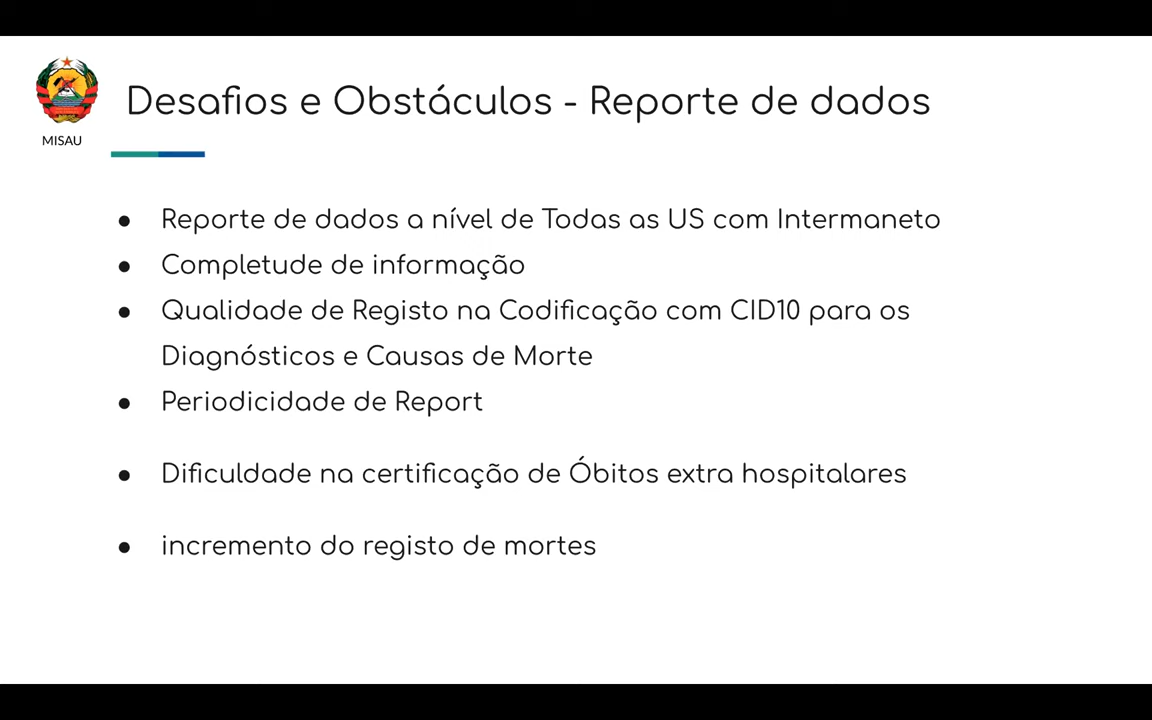 Desafios e Obstáculos - Reporte de dados
MISAU
● Reporte de dados a nível de Todas as US com Intermaneto
● Completude de informação
● Qualidade de Registo na Codificação com CID10 para os
Diagnósticos e Causas de Morte
● Periodicidade de Report
● Dificuldade na certificação de Óbitos extra hospitalares
● incremento do registo de mortes